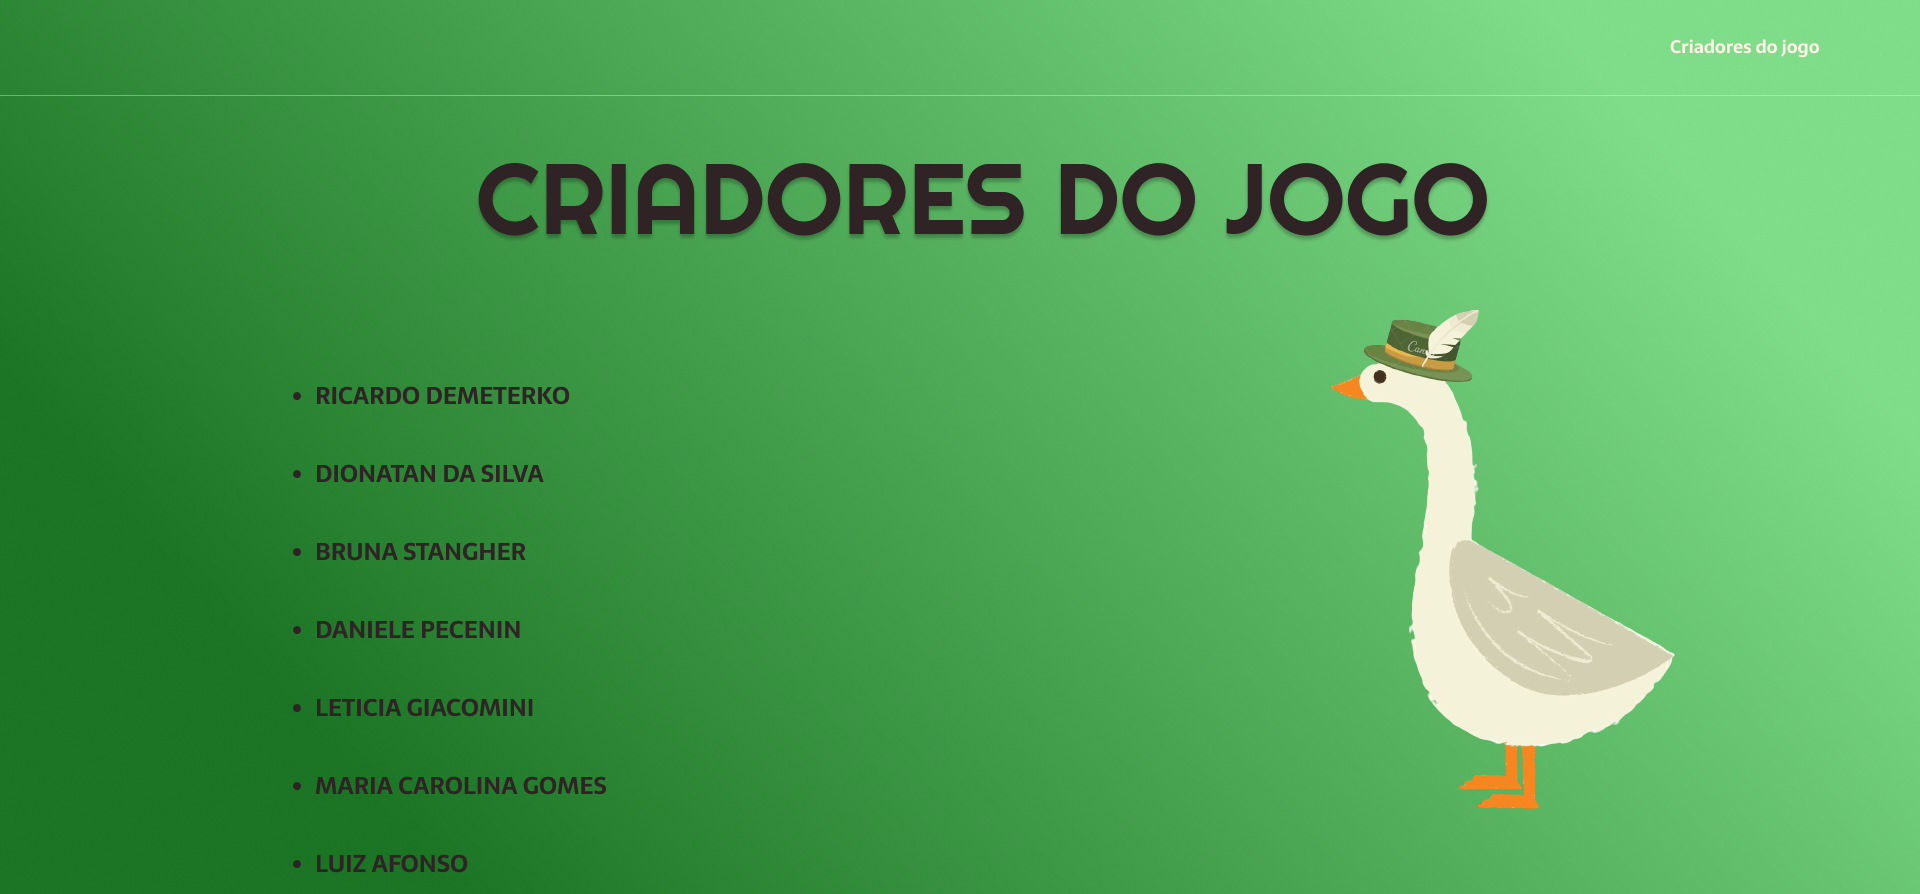 Criadores do jogo
CRIADORES DO JOGO
• RICARDO DEMETERKO
• DIONATAN DA SILVA
• BRUNA STANGHER
• DANIELE PECENIN
• LETICIA GIACOMINI
• MARIA CAROLINA GOMES
• LUIZ AFONSO